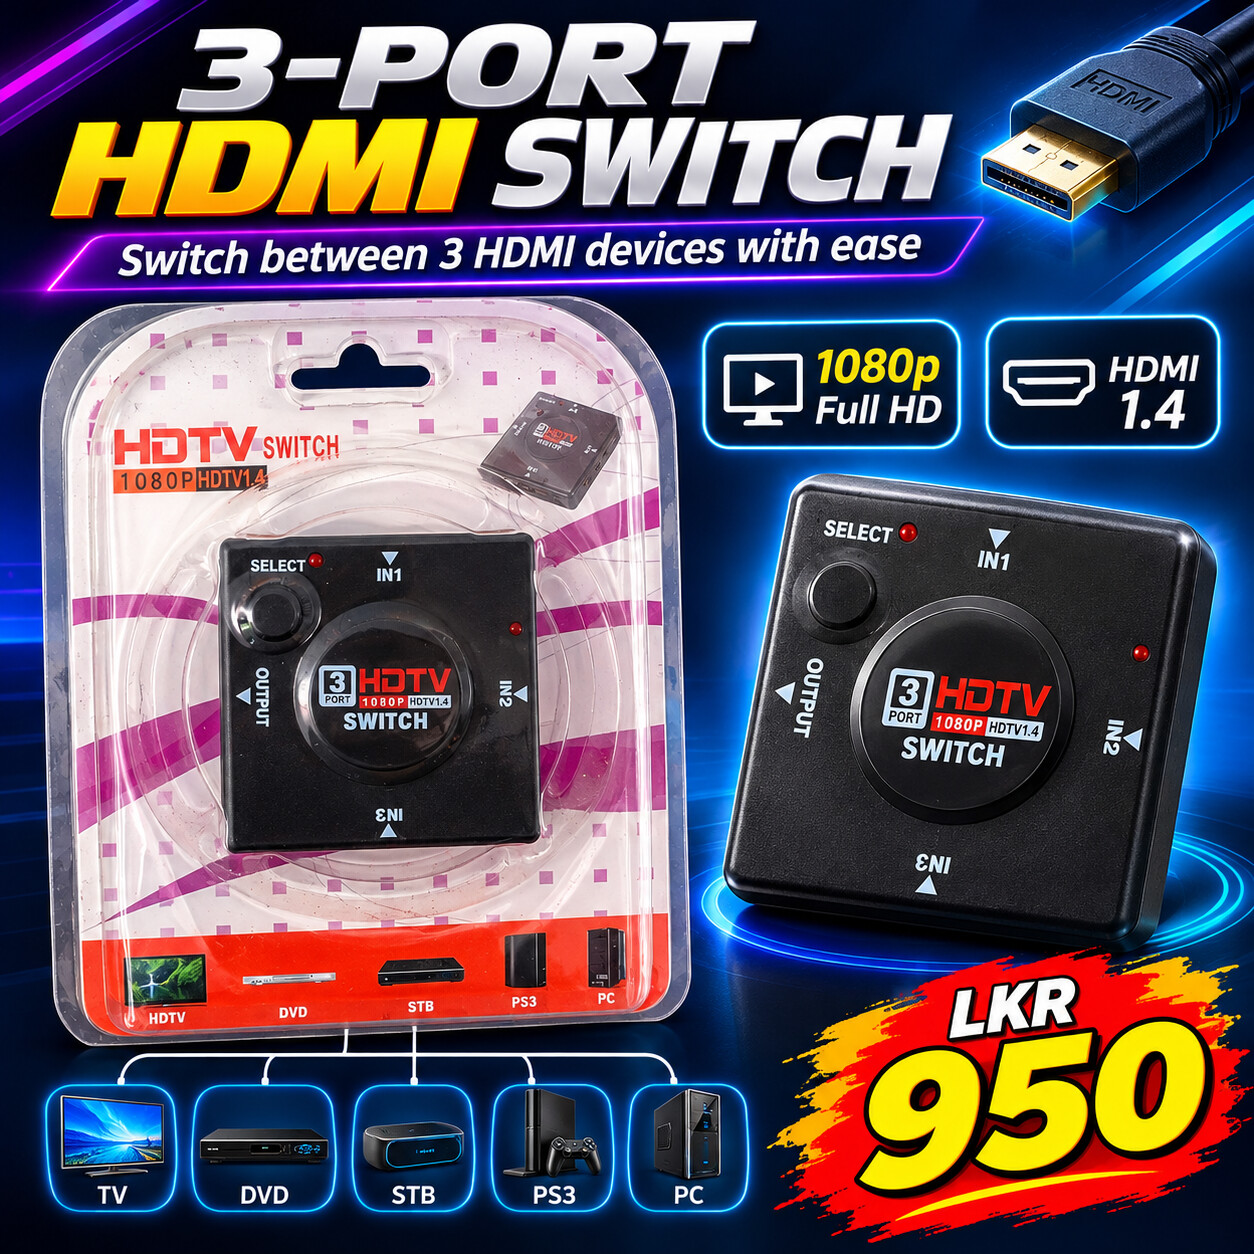 3-PORT
HDMI SWITCH
Switch between 3 HDMI devices with ease
HDMI
1080p
Full HD
HDMI
1.4
HDTV SWITCH
1080P HDTV1.4
SELECT
IN1
OUTPUT
IN2
3
PORT
HDTV
1080P HDTV1.4
SWITCH
IN3
SELECT
IN1
OUTPUT
IN2
3
PORT
HDTV
1080P HDTV1.4
SWITCH
IN3
HDTV
DVD
STB
PS3
PC
TV
DVD
STB
PS3
PC
LKR
950